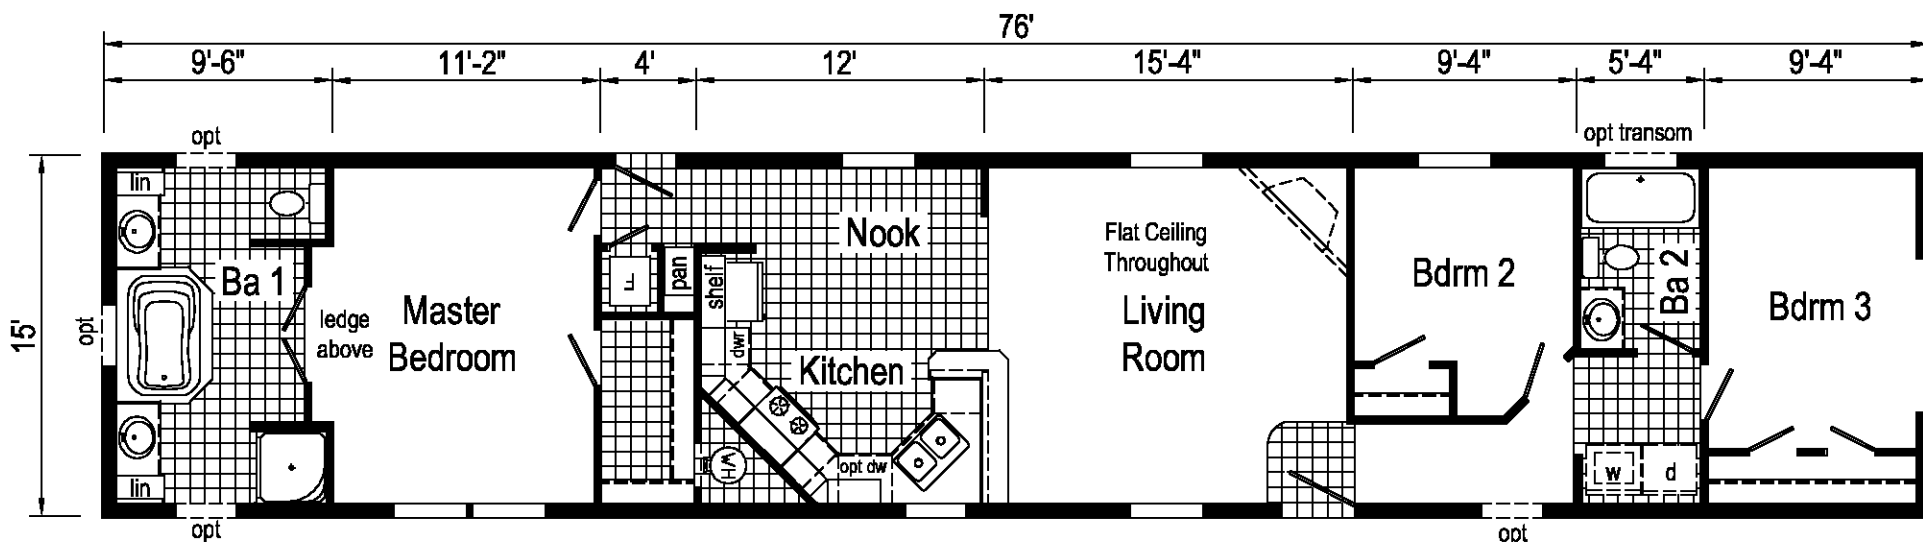 76'
9'-6"
11'-2"
4'
12'
15'-4"
9'-4"
5'-4"
9'-4"
opt
opt transom
15'
lin
Nook
Flat Ceiling
Throughout
Ba 1
F
pan
shelf
Bdrm 2
Ba 2
Bdrm 3
opt
ledge
above
Master
Bedroom
dwr
Living
Room
Kitchen
WH
opt dw
w
d
lin
opt
opt